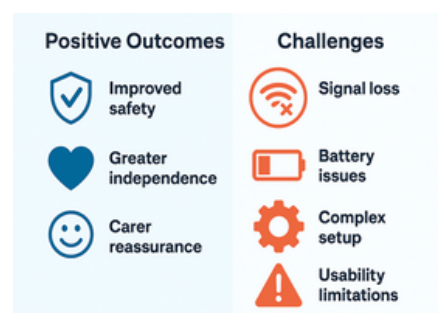 Positive Outcomes
Improved
safety
Greater
independence
Carer
reassurance
Challenges
Signal loss
Battery
issues
Complex
setup
Usability
limitations